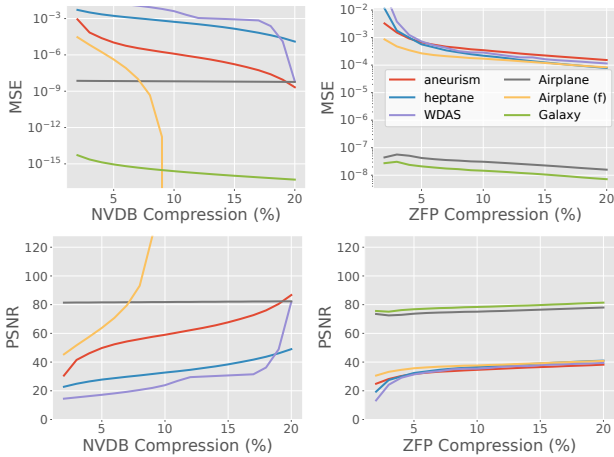 10⁻³
10⁻⁶
10⁻⁹
10⁻¹²
10⁻¹⁵
MSE
5 10 15 20
NVDB Compression (%)
10⁻²
10⁻³
10⁻⁴
10⁻⁵
10⁻⁶
10⁻⁷
10⁻⁸
MSE
aneurism
heptane
WDAS
Airplane
Airplane (f)
Galaxy
5 10 15 20
ZFP Compression (%)
120
100
80
60
40
20
0
PSNR
5 10 15 20
NVDB Compression (%)
120
100
80
60
40
20
0
PSNR
5 10 15 20
ZFP Compression (%)